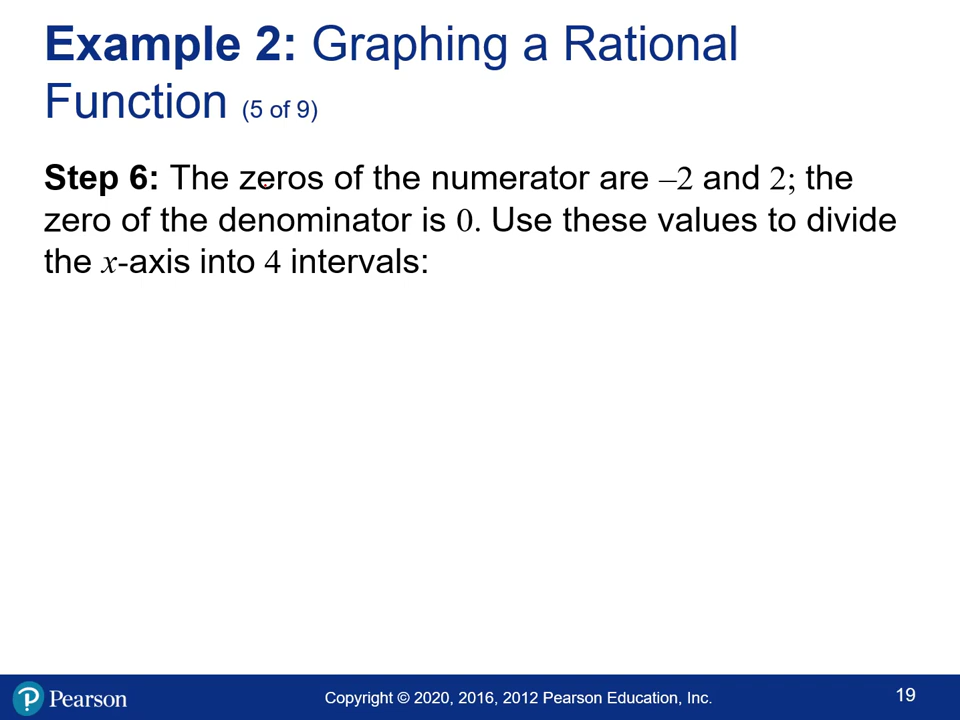 Example 2: Graphing a Rational
Function (5 of 9)
Step 6: The zeros of the numerator are –2 and 2; the
zero of the denominator is 0. Use these values to divide
the x-axis into 4 intervals:
Pearson
Copyright © 2020, 2016, 2012 Pearson Education, Inc.
19